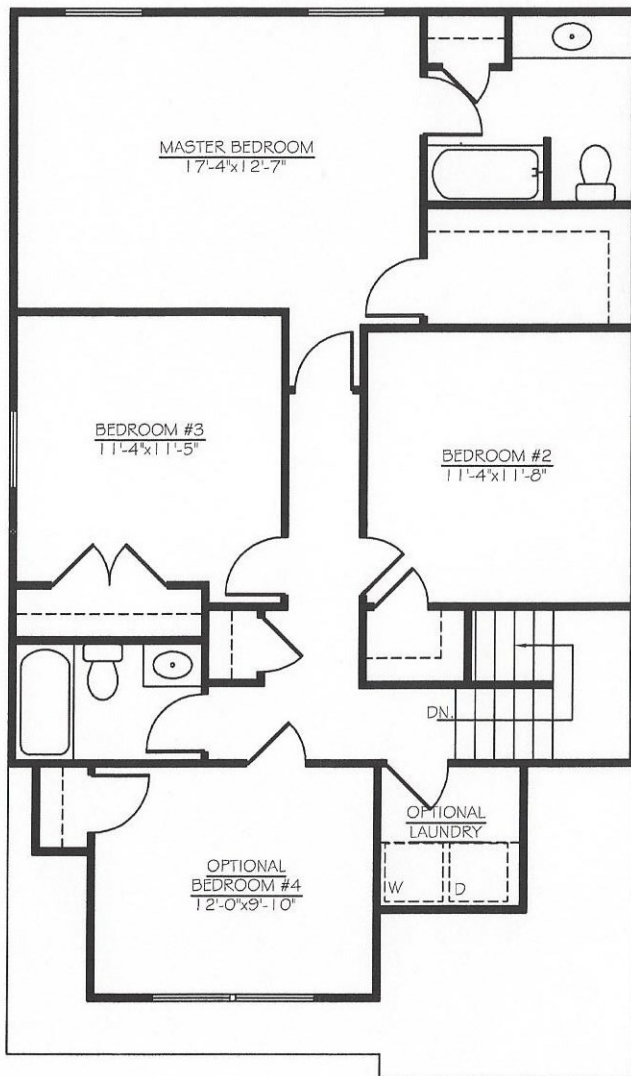 MASTER BEDROOM
17'-4"x12'-7"
BEDROOM #3
11'-4"x11'-5"
BEDROOM #2
11'-4"x11'-8"
DN.
OPTIONAL
LAUNDRY
W D
OPTIONAL
BEDROOM #4
12'-0"x9'-10"